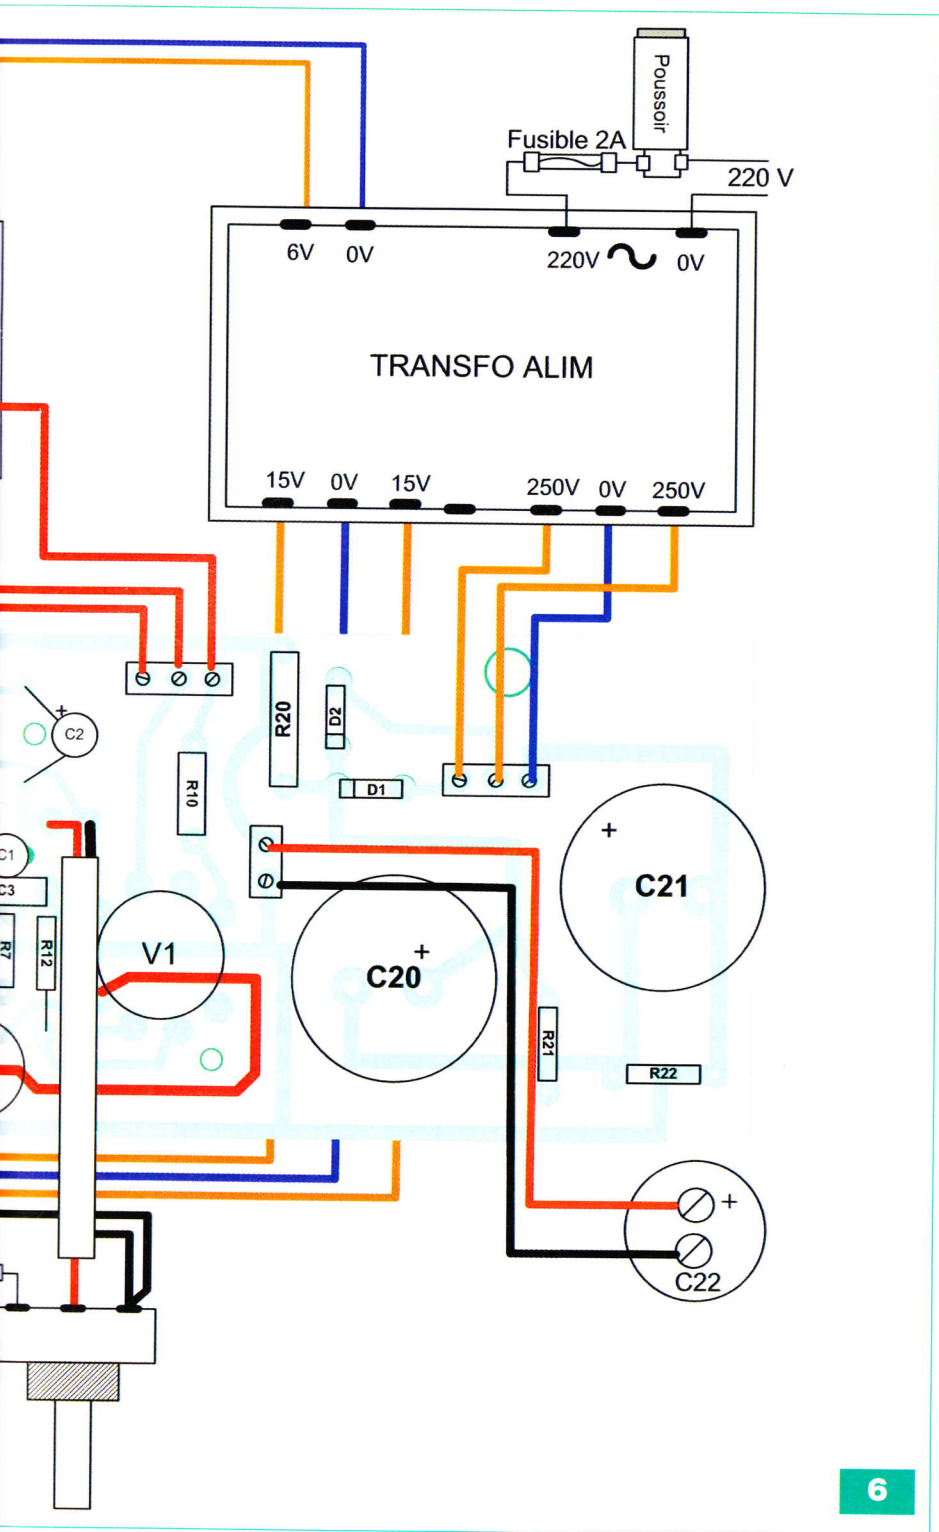 Poussoir
Fusible 2A
220 V
6V
0V
220V
0V
TRANSFO ALIM
15V
0V
15V
250V
0V
250V
R20
D2
+
C2
R10
D1
+
C21
C1
C3
R7
R12
V1
+
C20
R21
R22
+
C22
6